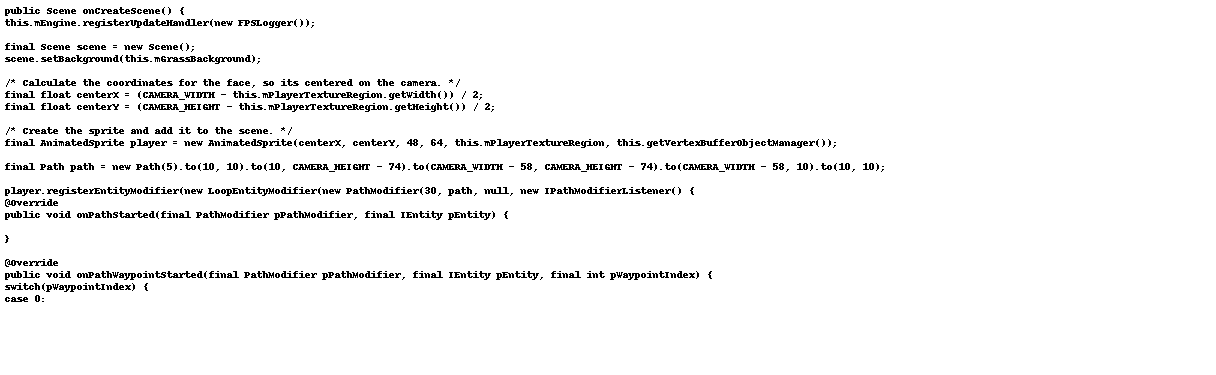 public Scene onCreateScene() {
this.mEngine.registerUpdateHandler(new FPSLogger());
final Scene scene = new Scene();
scene.setBackground(this.mGrassBackground);
/* Calculate the coordinates for the face, so its centered on the camera. */
final float centerX = (CAMERA_WIDTH - this.mPlayerTextureRegion.getWidth()) / 2;
final float centerY = (CAMERA_HEIGHT - this.mPlayerTextureRegion.getHeight()) / 2;
/* Create the sprite and add it to the scene. */
final AnimatedSprite player = new AnimatedSprite(centerX, centerY, 48, 64, this.mPlayerTextureRegion, this.getVertexBufferObjectManager());
final Path path = new Path(5).to(10, 10).to(10, CAMERA_HEIGHT - 74).to(CAMERA_WIDTH - 58, CAMERA_HEIGHT - 74).to(CAMERA_WIDTH - 58, 10).to(10, 10);
player.registerEntityModifier(new LoopEntityModifier(new PathModifier(30, path, null, new IPathModifierListener() {
@Override
public void onPathStarted(final PathModifier pPathModifier, final IEntity pEntity) {
}
@Override
public void onPathWaypointStarted(final PathModifier pPathModifier, final IEntity pEntity, final int pWaypointIndex) {
switch(pWaypointIndex) {
case 0: